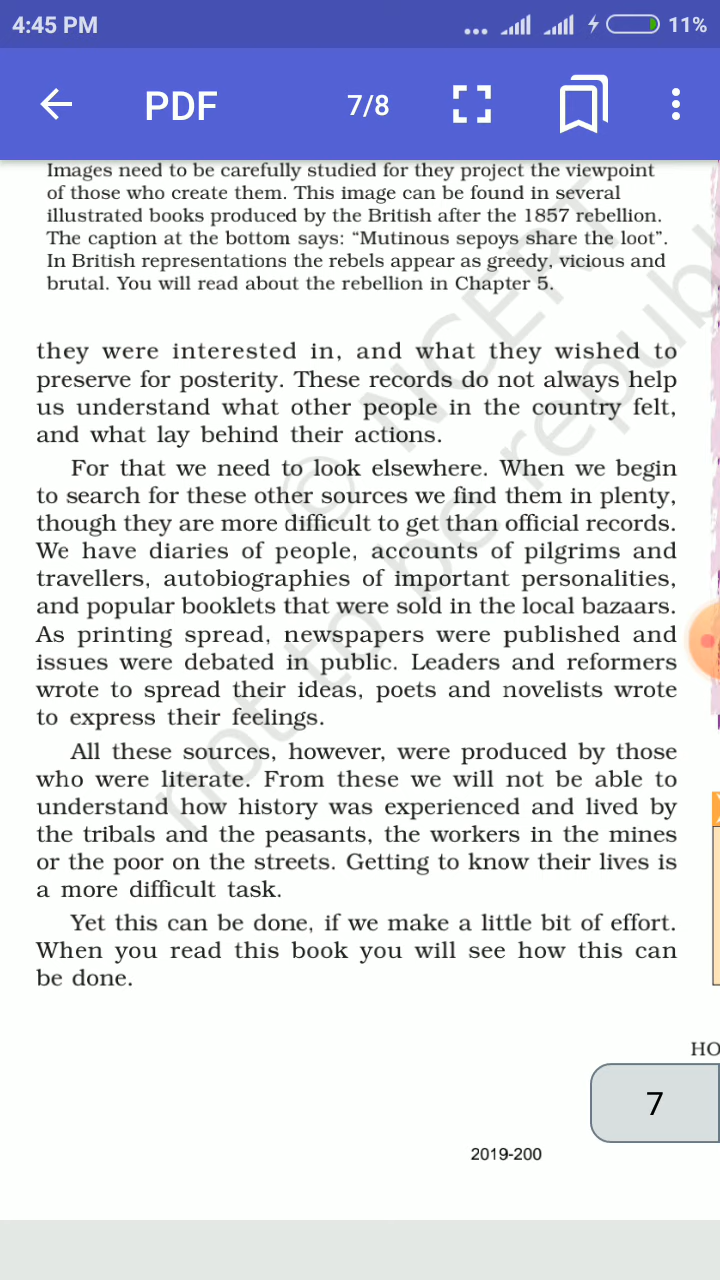 4:45 PM
11%
PDF
7/8
Images need to be carefully studied for they project the viewpoint
of those who create them. This image can be found in several
illustrated books produced by the British after the 1857 rebellion.
The caption at the bottom says: “Mutinous sepoys share the loot”.
In British representations the rebels appear as greedy, vicious and
brutal. You will read about the rebellion in Chapter 5.
they were interested in, and what they wished to
preserve for posterity. These records do not always help
us understand what other people in the country felt,
and what lay behind their actions.
For that we need to look elsewhere. When we begin
to search for these other sources we find them in plenty,
though they are more difficult to get than official records.
We have diaries of people, accounts of pilgrims and
travellers, autobiographies of important personalities,
and popular booklets that were sold in the local bazaars.
As printing spread, newspapers were published and
issues were debated in public. Leaders and reformers
wrote to spread their ideas, poets and novelists wrote
to express their feelings.
All these sources, however, were produced by those
who were literate. From these we will not be able to
understand how history was experienced and lived by
the tribals and the peasants, the workers in the mines
or the poor on the streets. Getting to know their lives is
a more difficult task.
Yet this can be done, if we make a little bit of effort.
When you read this book you will see how this can
be done.
HO
7
2019-200
© NCERT
not to be republ